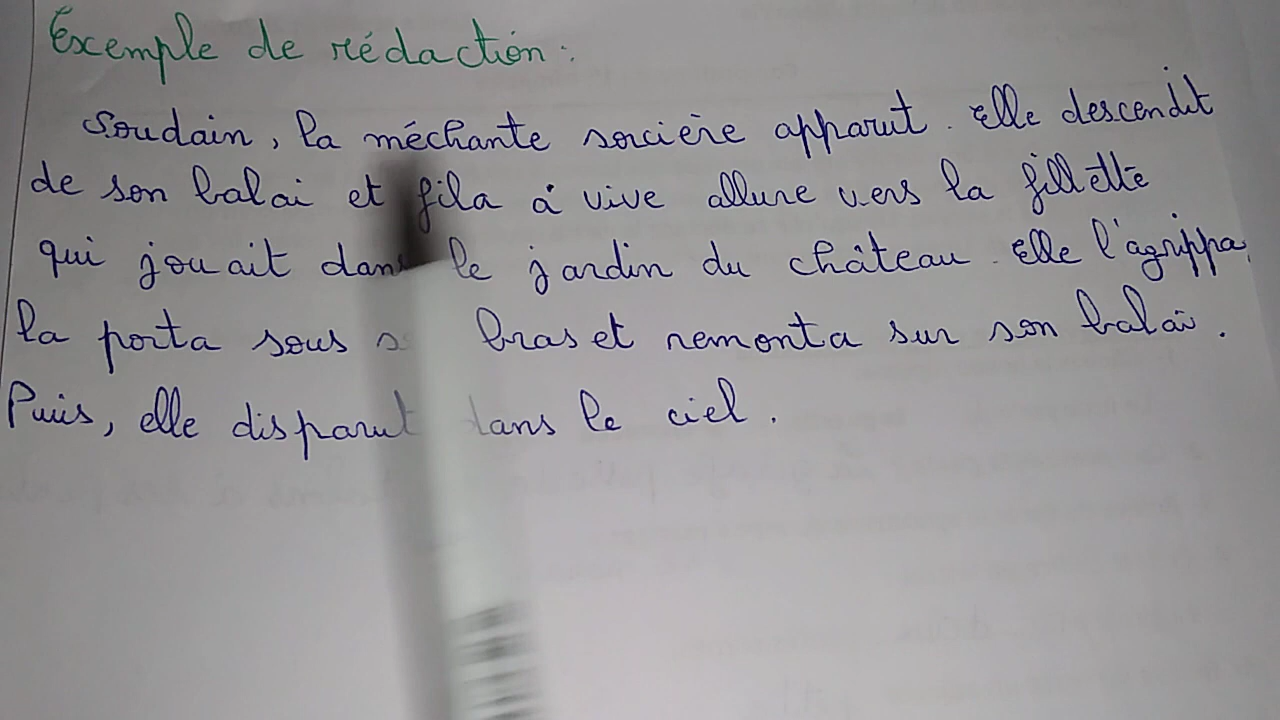 Exemple de rédaction :
Soudain, la méchante sorcière apparut. Elle descendit
de son balai et fila à vive allure vers la fillette
qui jouait dans le jardin du château. Elle l'agrippa,
la porta sous bras et remonta sur son balai.
Puis, elle disparut dans le ciel.